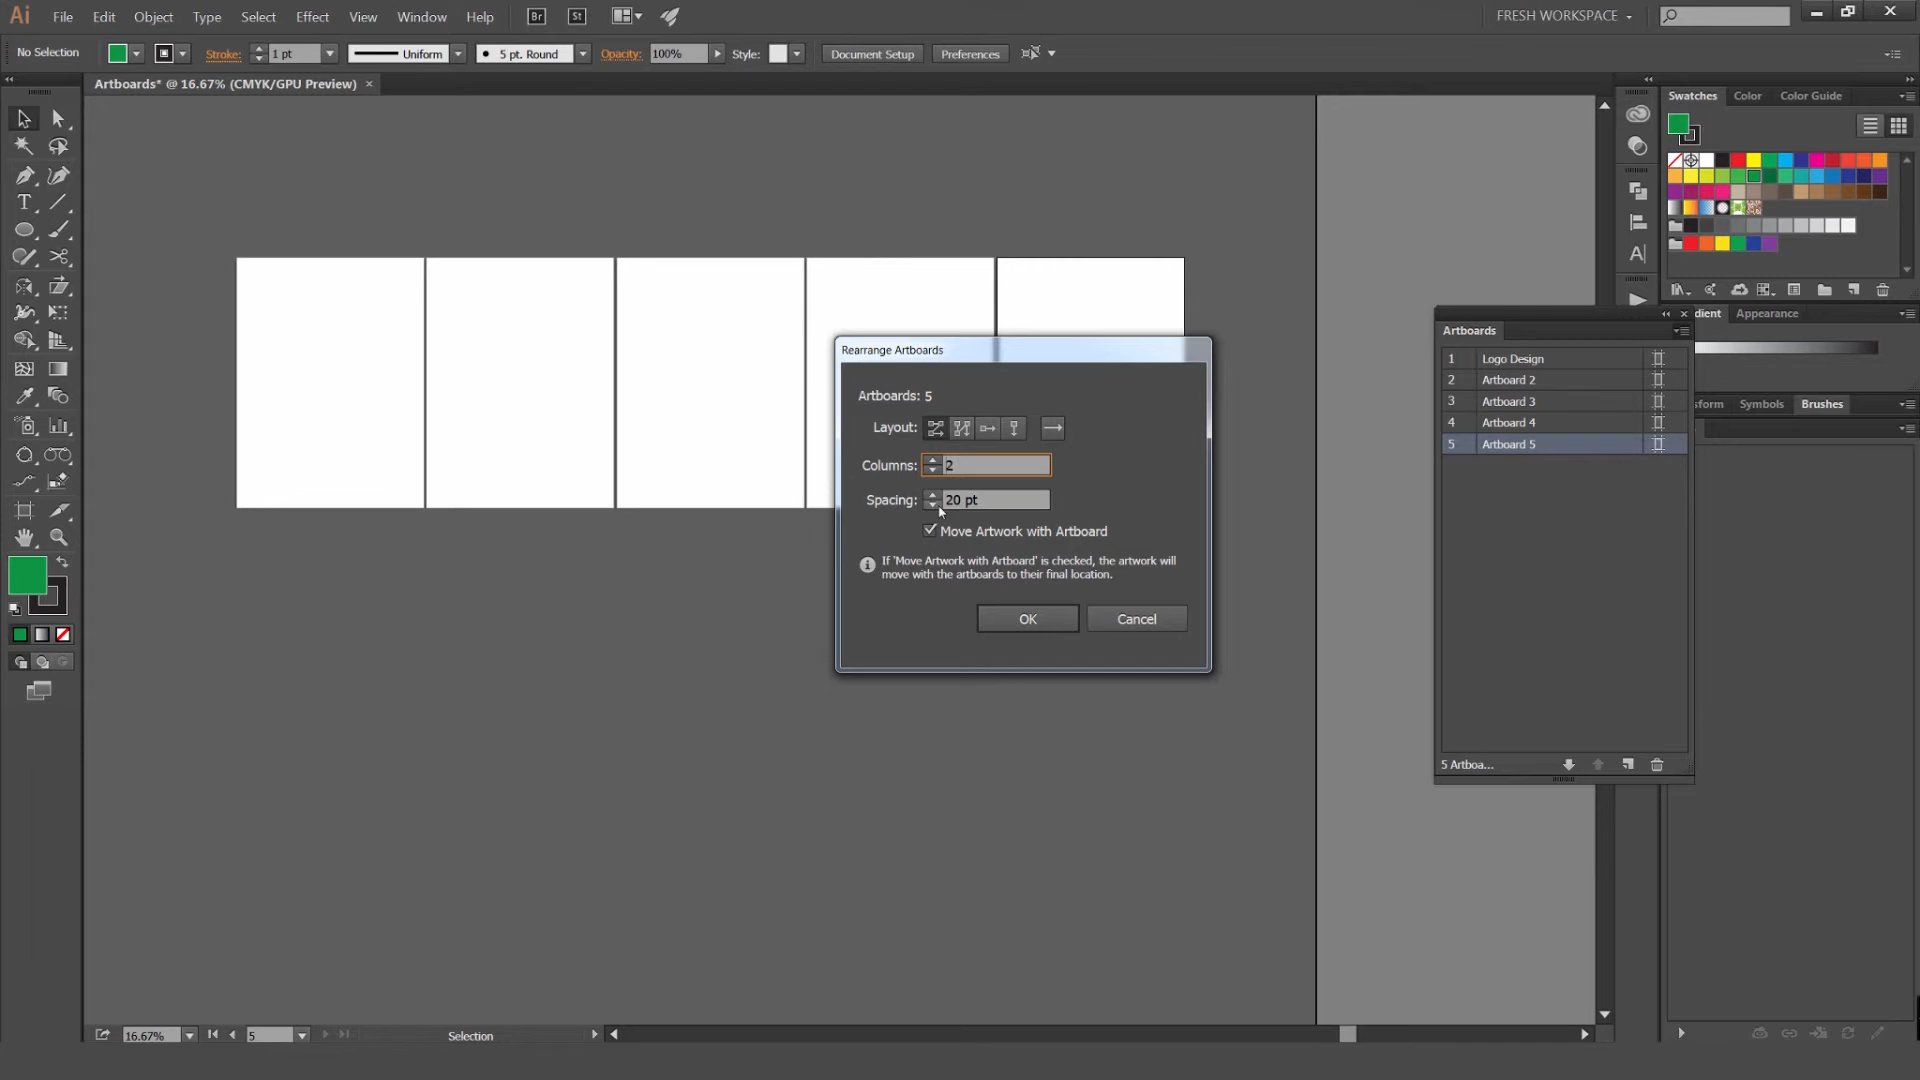 Ai File Edit Object Type Select Effect View Window Help Br St FRESH WORKSPACE
No Selection Stroke: 1 pt Uniform 5 pt. Round Opacity: 100% Style: Document Setup Preferences
Artboards* @ 16.67% (CMYK/GPU Preview) ×
Swatches Color Color Guide
Appearance
Symbols Brushes
Artboards
1 Logo Design
2 Artboard 2
3 Artboard 3
4 Artboard 4
5 Artboard 5
5 Artboa...
Rearrange Artboards
Artboards: 5
Layout:
Columns: 2
Spacing: 20 pt
Move Artwork with Artboard
If 'Move Artwork with Artboard' is checked, the artwork will
move with the artboards to their final location.
OK Cancel
16.67% 5 Selection